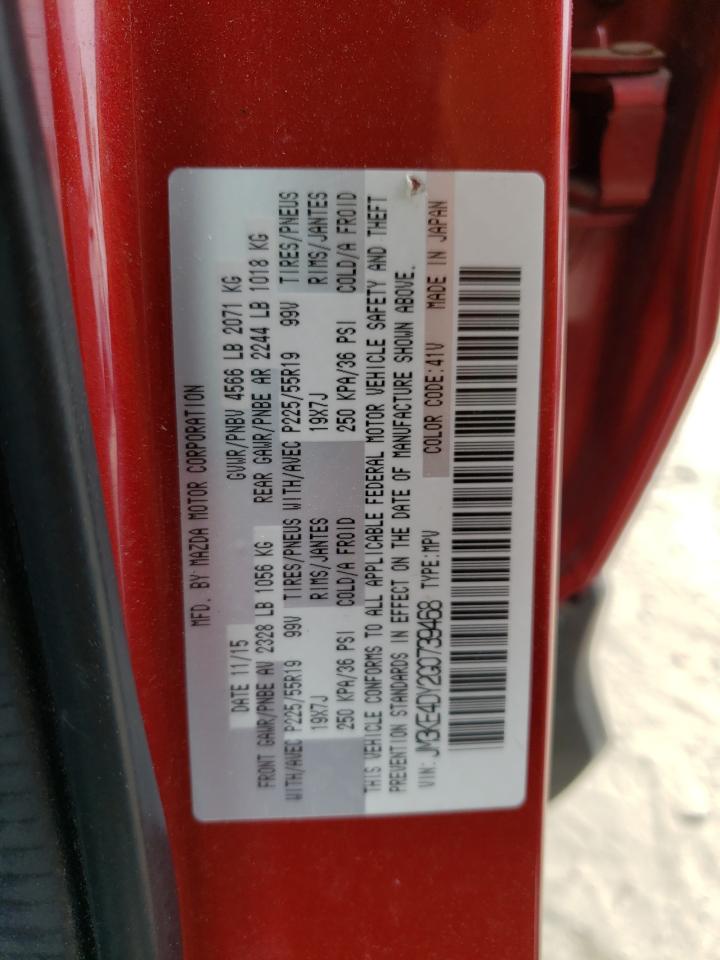 MFD. BY MAZDA MOTOR CORPORATION
DATE 11/15 GVWR/PNBV 4566 LB 2071 KG
FRONT GAWR/PNBE AV 2328 LB 1056 KG REAR GAWR/PNBE AR 2244 LB 1018 KG
WITH/AVEC P225/55R19 99V TIRES/PNEUS WITH/AVEC P225/55R19 99V TIRES/PNEUS
19X7J RIMS/JANTES 19X7J RIMS/JANTES
250 KPA/36 PSI COLD/A FROID 250 KPA/36 PSI COLD/A FROID
THIS VEHICLE CONFORMS TO ALL APPLICABLE FEDERAL MOTOR VEHICLE SAFETY AND THEFT
PREVENTION STANDARDS IN EFFECT ON THE DATE OF MANUFACTURE SHOWN ABOVE.
VIN: JM3KE4DY2G0739468 TYPE:MPV COLOR CODE:41V MADE IN JAPAN